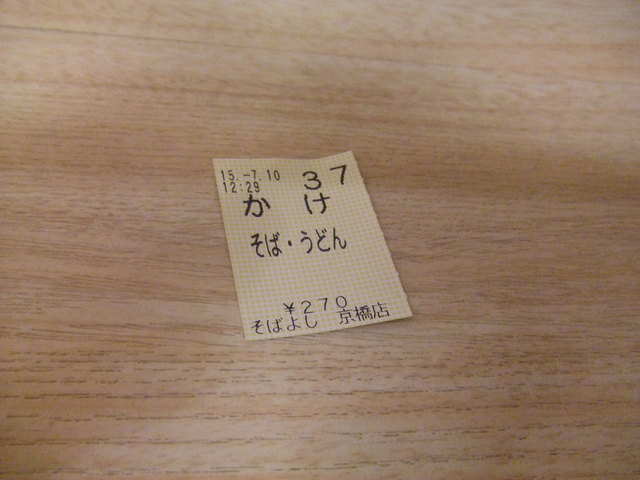 15.-7.10 37
12:29
かけ
そば・うどん
¥270
そばよし 京橋店